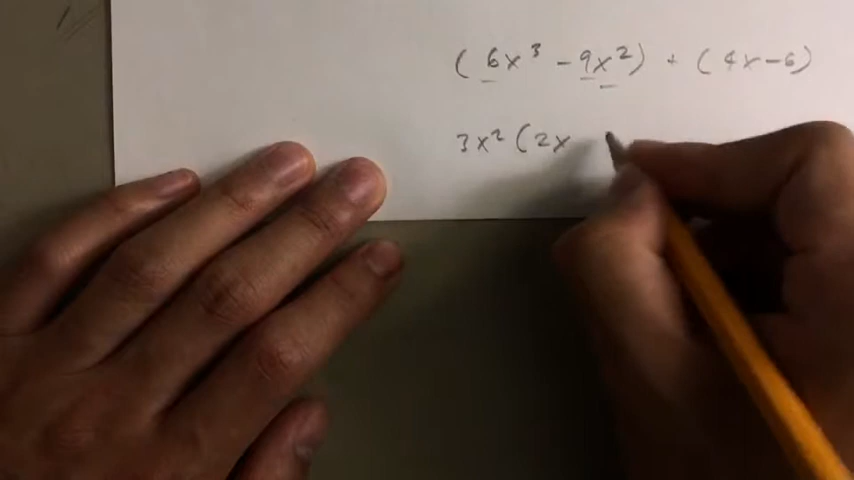 (6x³ - 9x²) + (4x - 6)
3x² (2x